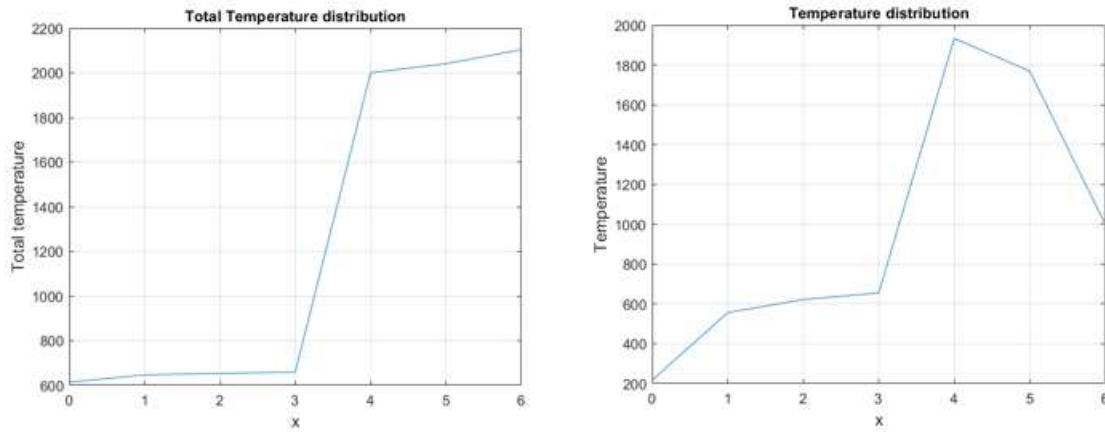 Total Temperature distribution
2200
2000
1800
1600
1400
1200
1000
800
600
Total temperature
0 1 2 3 4 5 6
x
Temperature distribution
2000
1800
1600
1400
1200
1000
800
600
400
200
Temperature
0 1 2 3 4 5 6
x